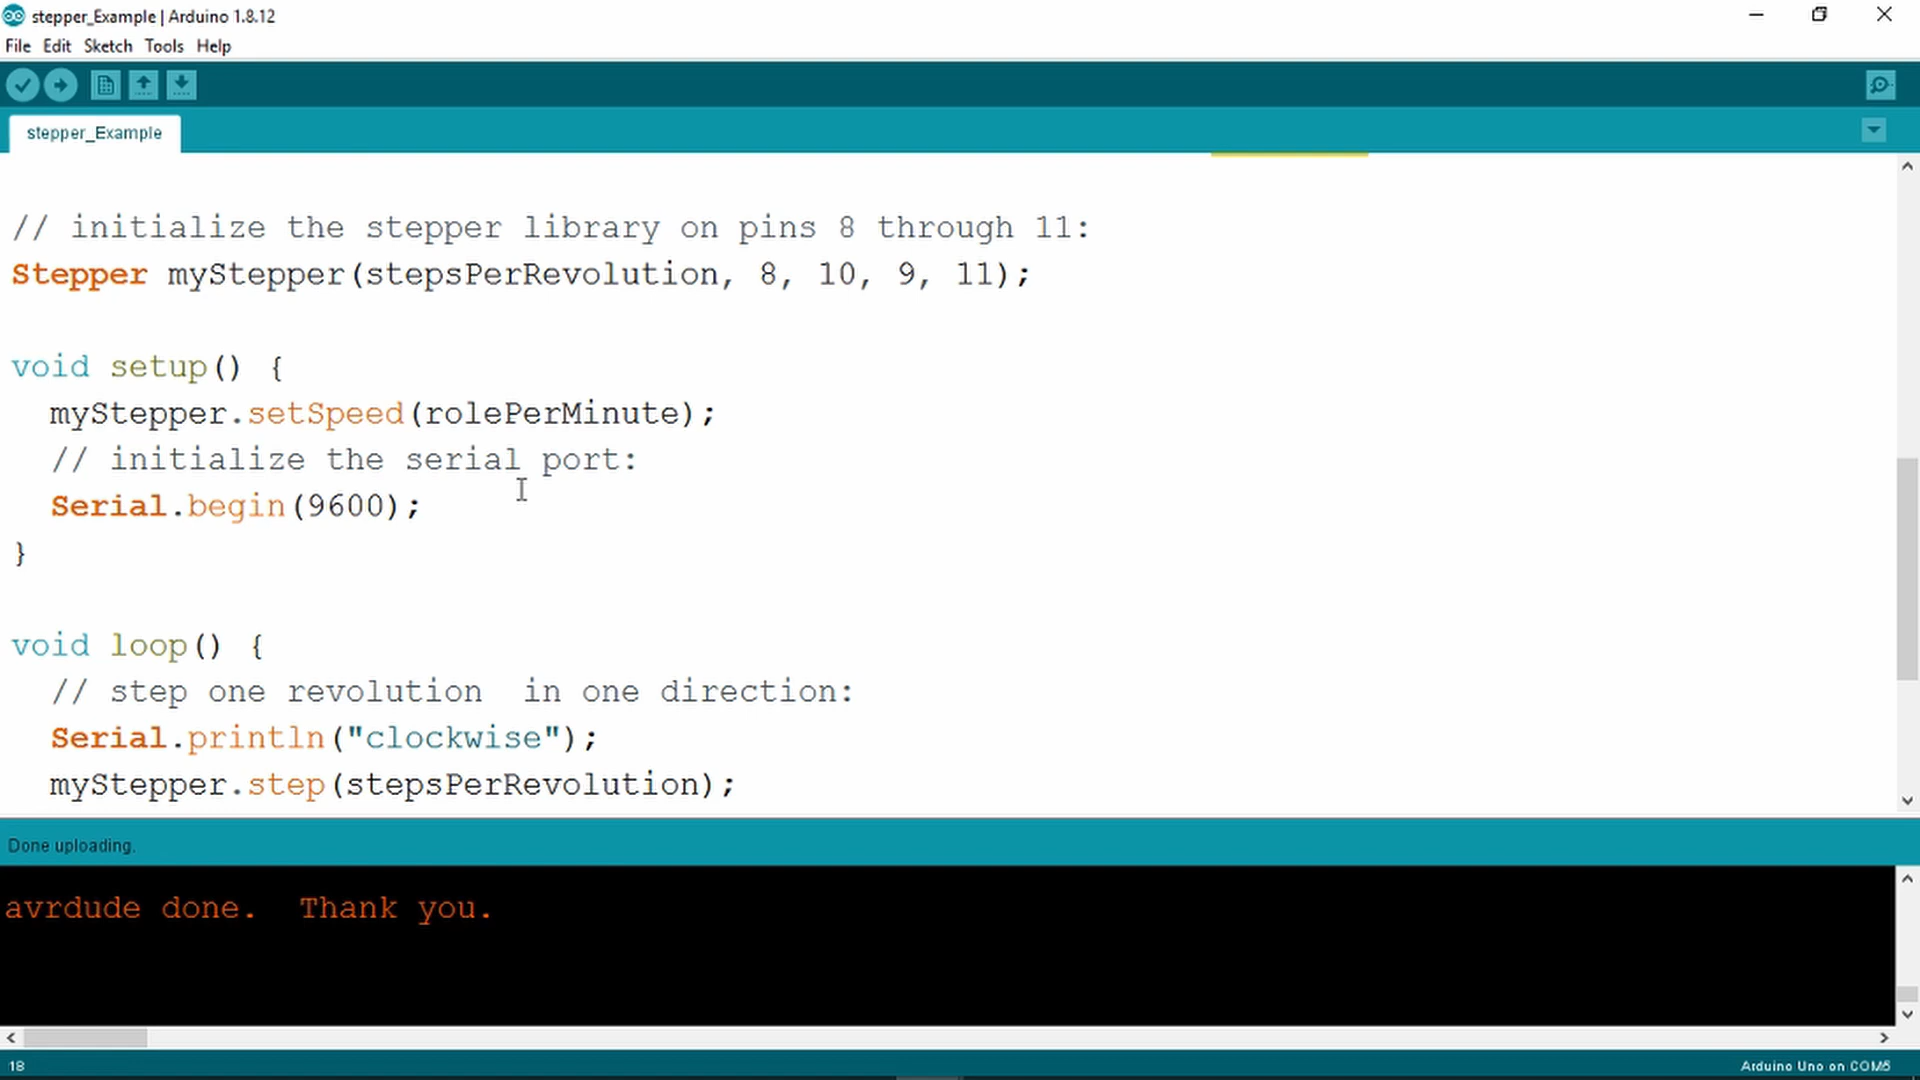 stepper_Example | Arduino 1.8.12
File Edit Sketch Tools Help
stepper_Example
// initialize the stepper library on pins 8 through 11:
Stepper myStepper(stepsPerRevolution, 8, 10, 9, 11);
void setup() {
  myStepper.setSpeed(rolePerMinute);
  // initialize the serial port:
  Serial.begin(9600);
}
void loop() {
  // step one revolution  in one direction:
  Serial.println("clockwise");
  myStepper.step(stepsPerRevolution);
Done uploading.
avrdude done.  Thank you.
18
Arduino Uno on COM5